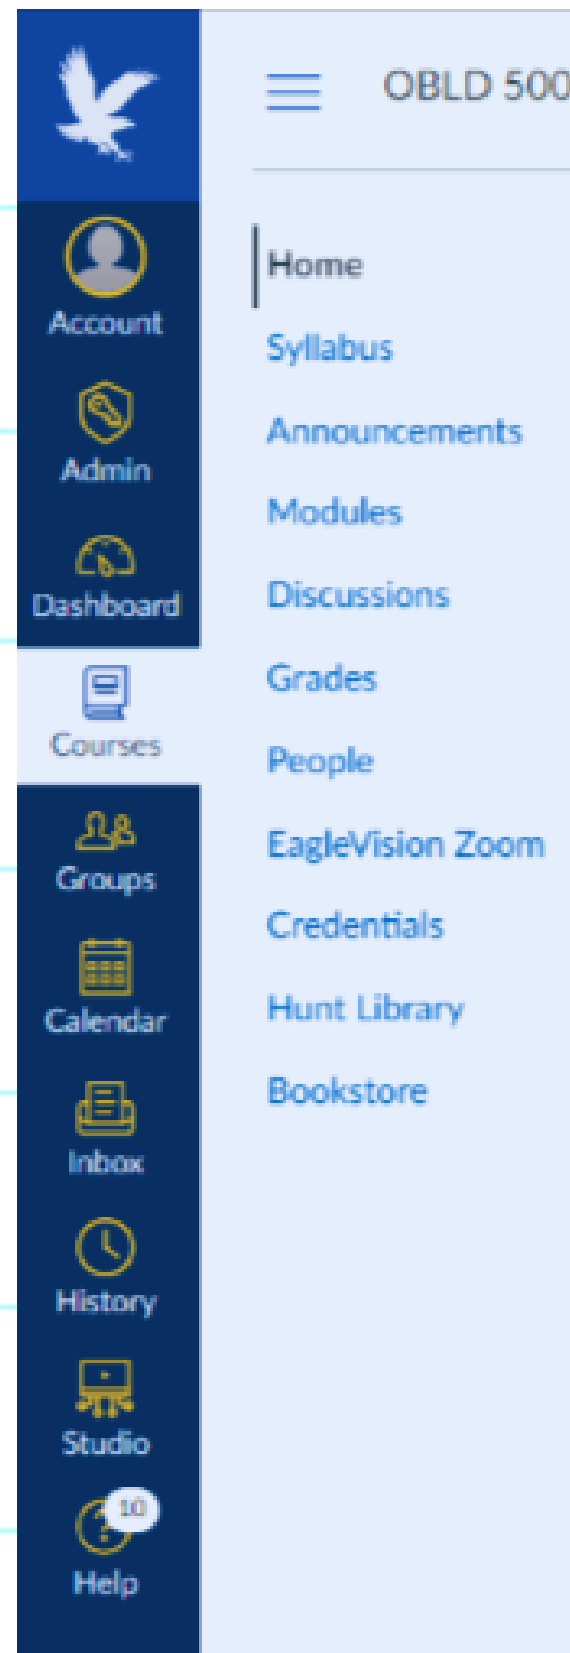 OBLD 500
Account
Admin
Dashboard
Courses
Groups
Calendar
Inbox
History
Studio
10
Help
Home
Syllabus
Announcements
Modules
Discussions
Grades
People
EagleVision Zoom
Credentials
Hunt Library
Bookstore